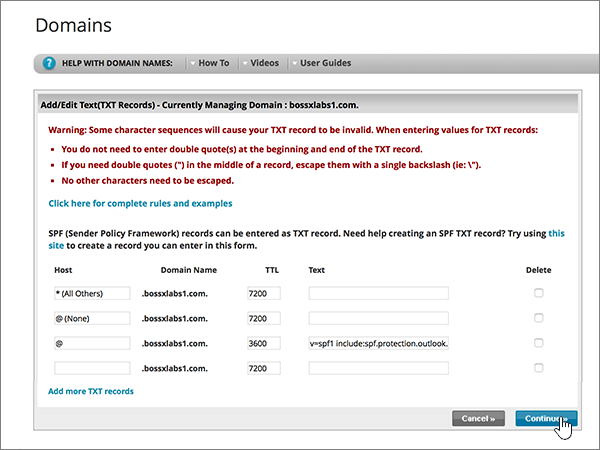 Domains
? HELP WITH DOMAIN NAMES: How To Videos User Guides
Add/Edit Text(TXT Records) - Currently Managing Domain : bossxlabs1.com.
Warning: Some character sequences will cause your TXT record to be invalid. When entering values for TXT records:
▪ You do not need to enter double quote(s) at the beginning and end of the TXT record.
▪ If you need double quotes (") in the middle of a record, escape them with a single backslash (ie: \").
▪ No other characters need to be escaped.
Click here for complete rules and examples
SPF (Sender Policy Framework) records can be entered as TXT record. Need help creating an SPF TXT record? Try using this
site to create a record you can enter in this form.
Host Domain Name TTL Text Delete
* (All Others) .bossxlabs1.com. 7200
@ (None) .bossxlabs1.com. 7200
@ .bossxlabs1.com. 3600 v=spf1 include:spf.protection.outlook.
.bossxlabs1.com. 7200
Add more TXT records
Cancel » Continue »